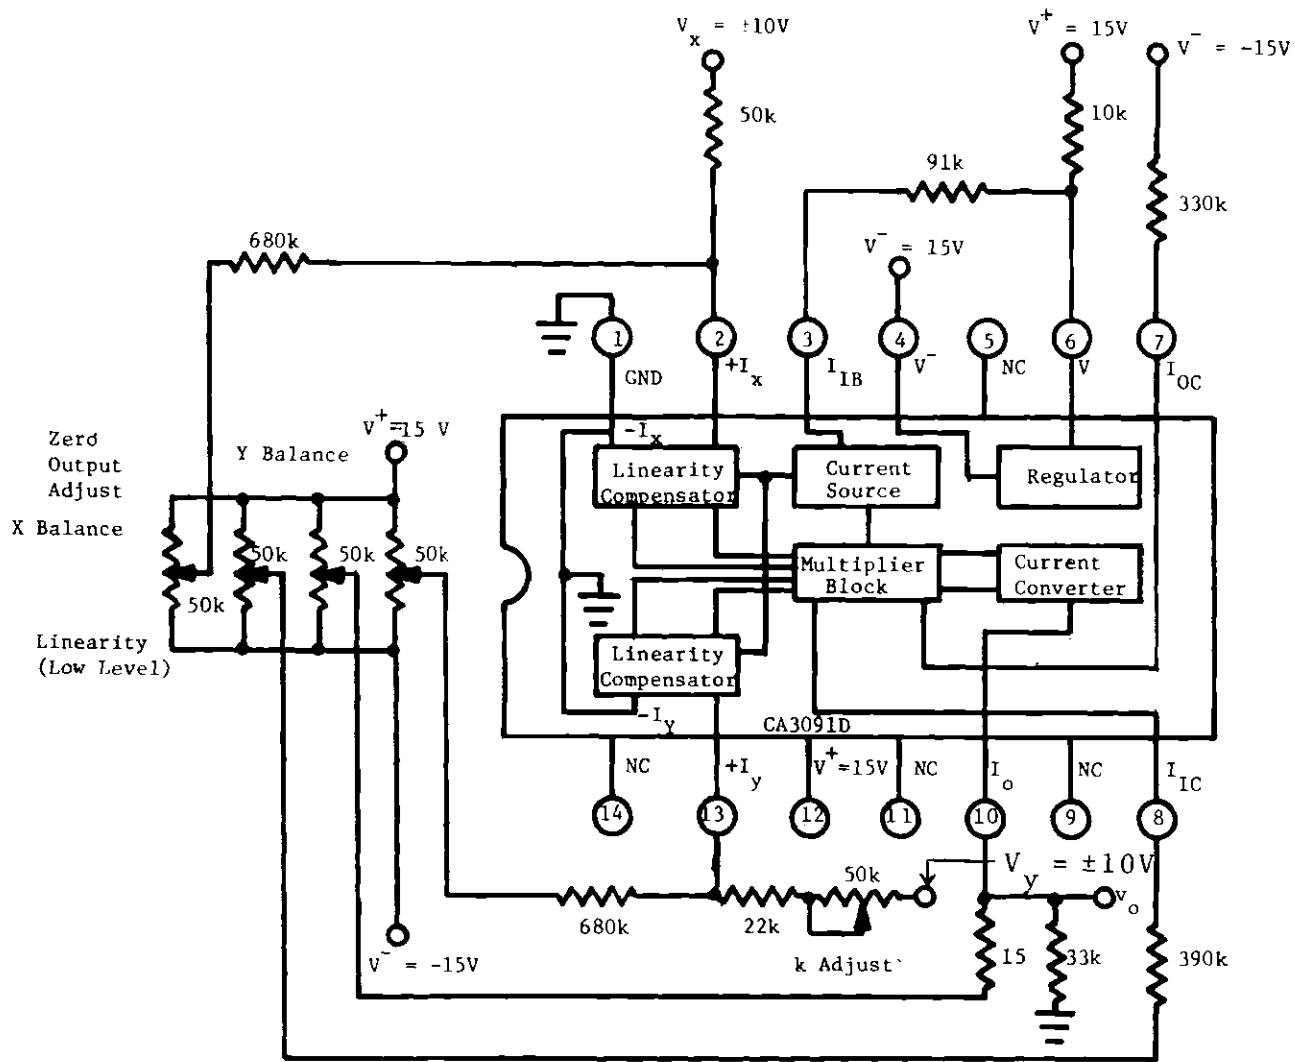 V_x = ±10V
V^+ = 15V
V^- = -15V
50k
10k
91k
330k
680k
V^- = 15V
1
2
3
4
5
6
7
GND
+I_x
I_IB
V^-
NC
V
I_OC
V^+=15 V
Zero
Output
Adjust
Y Balance
X Balance
50k
50k
50k
50k
Linearity
(Low Level)
V^- = -15V
-I_x
Linearity
Compensator
Current
Source
Regulator
Multiplier
Block
Current
Converter
Linearity
Compensator
-I_Y
CA3091D
NC
+I_y
V^+=15V
NC
I_o
NC
I_IC
14
13
12
11
10
9
8
V_y = ±10V
50k
v_o
680k
22k
k Adjust
15
33k
390k